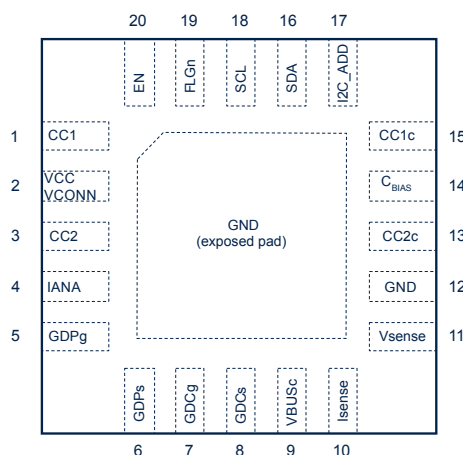 20 19 18 16 17
EN FLGn SCL SDA I2C_ADD
1 CC1
CC1c 15
2 VCC
VCONN
CBIAS 14
3 CC2
CC2c 13
GND
(exposed pad)
4 IANA
GND 12
5 GDPg
Vsense 11
GDPs GDCg GDCs VBUSc Isense
6 7 8 9 10